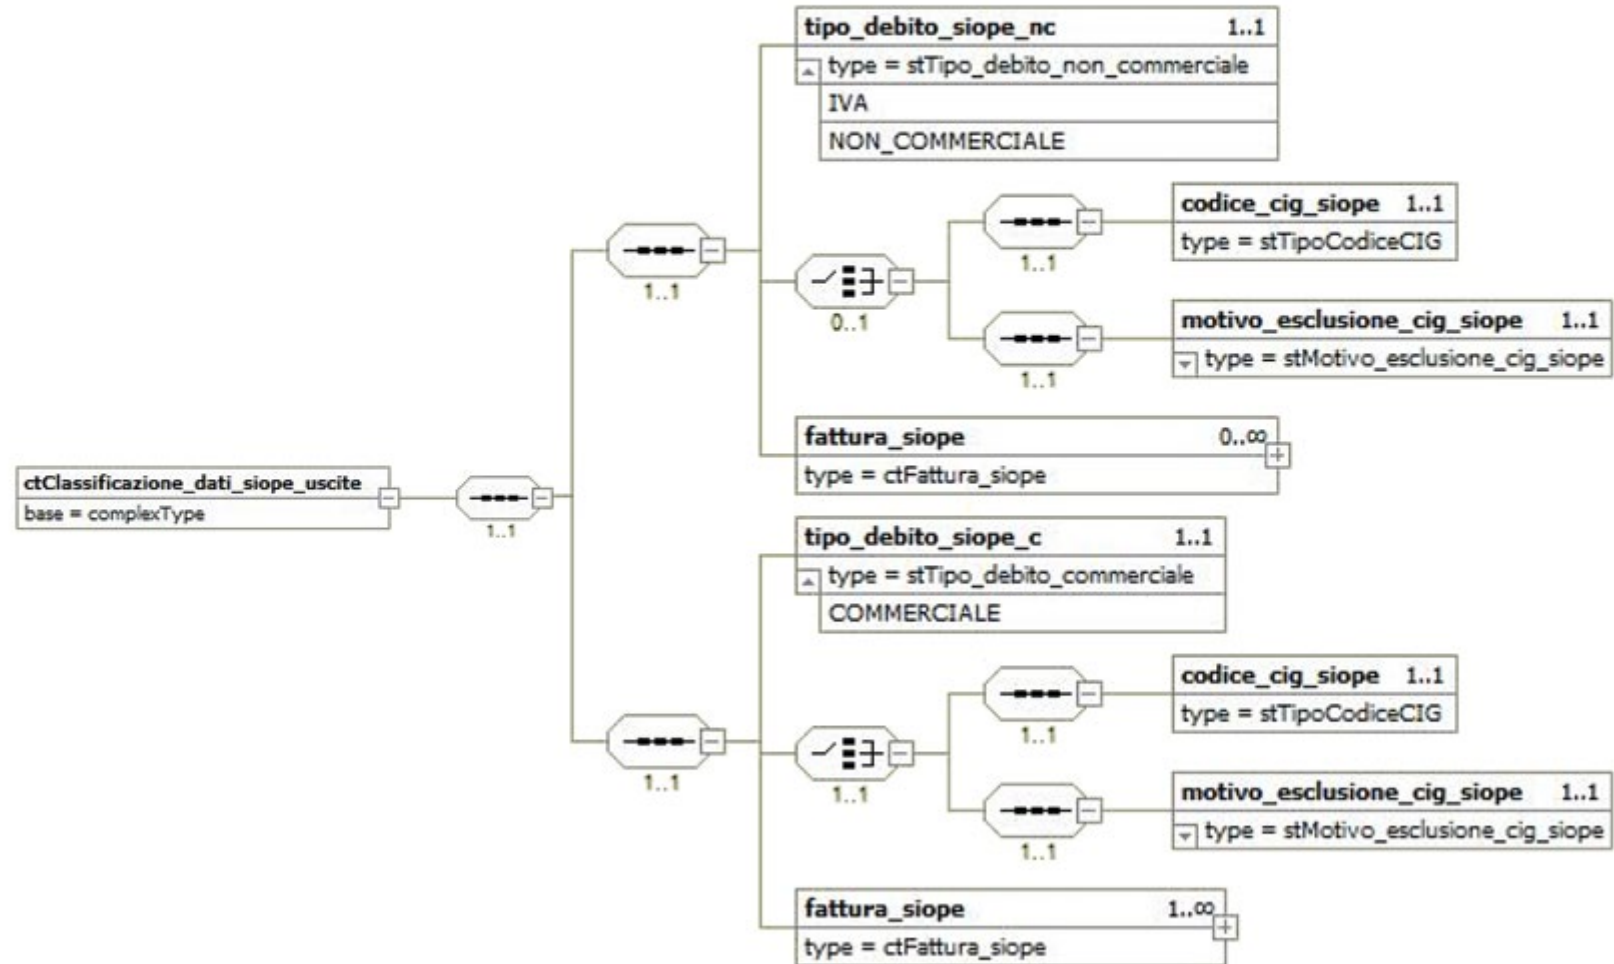 tipo_debito_siope_nc 1..1
type = stTipo_debito_non_commerciale
IVA
NON_COMMERCIALE
codice_cig_siope 1..1
type = stTipoCodiceCIG
1..1
1..1
0..1
motivo_esclusione_cig_siope 1..1
type = stMotivo_esclusione_cig_siope
1..1
fattura_siope 0..∞
type = ctFattura_siope
ctClassificazione_dati_siope_uscite
base = complexType
1..1
tipo_debito_siope_c 1..1
type = stTipo_debito_commerciale
COMMERCIALE
codice_cig_siope 1..1
type = stTipoCodiceCIG
1..1
1..1
1..1
motivo_esclusione_cig_siope 1..1
type = stMotivo_esclusione_cig_siope
1..1
fattura_siope 1..∞
type = ctFattura_siope